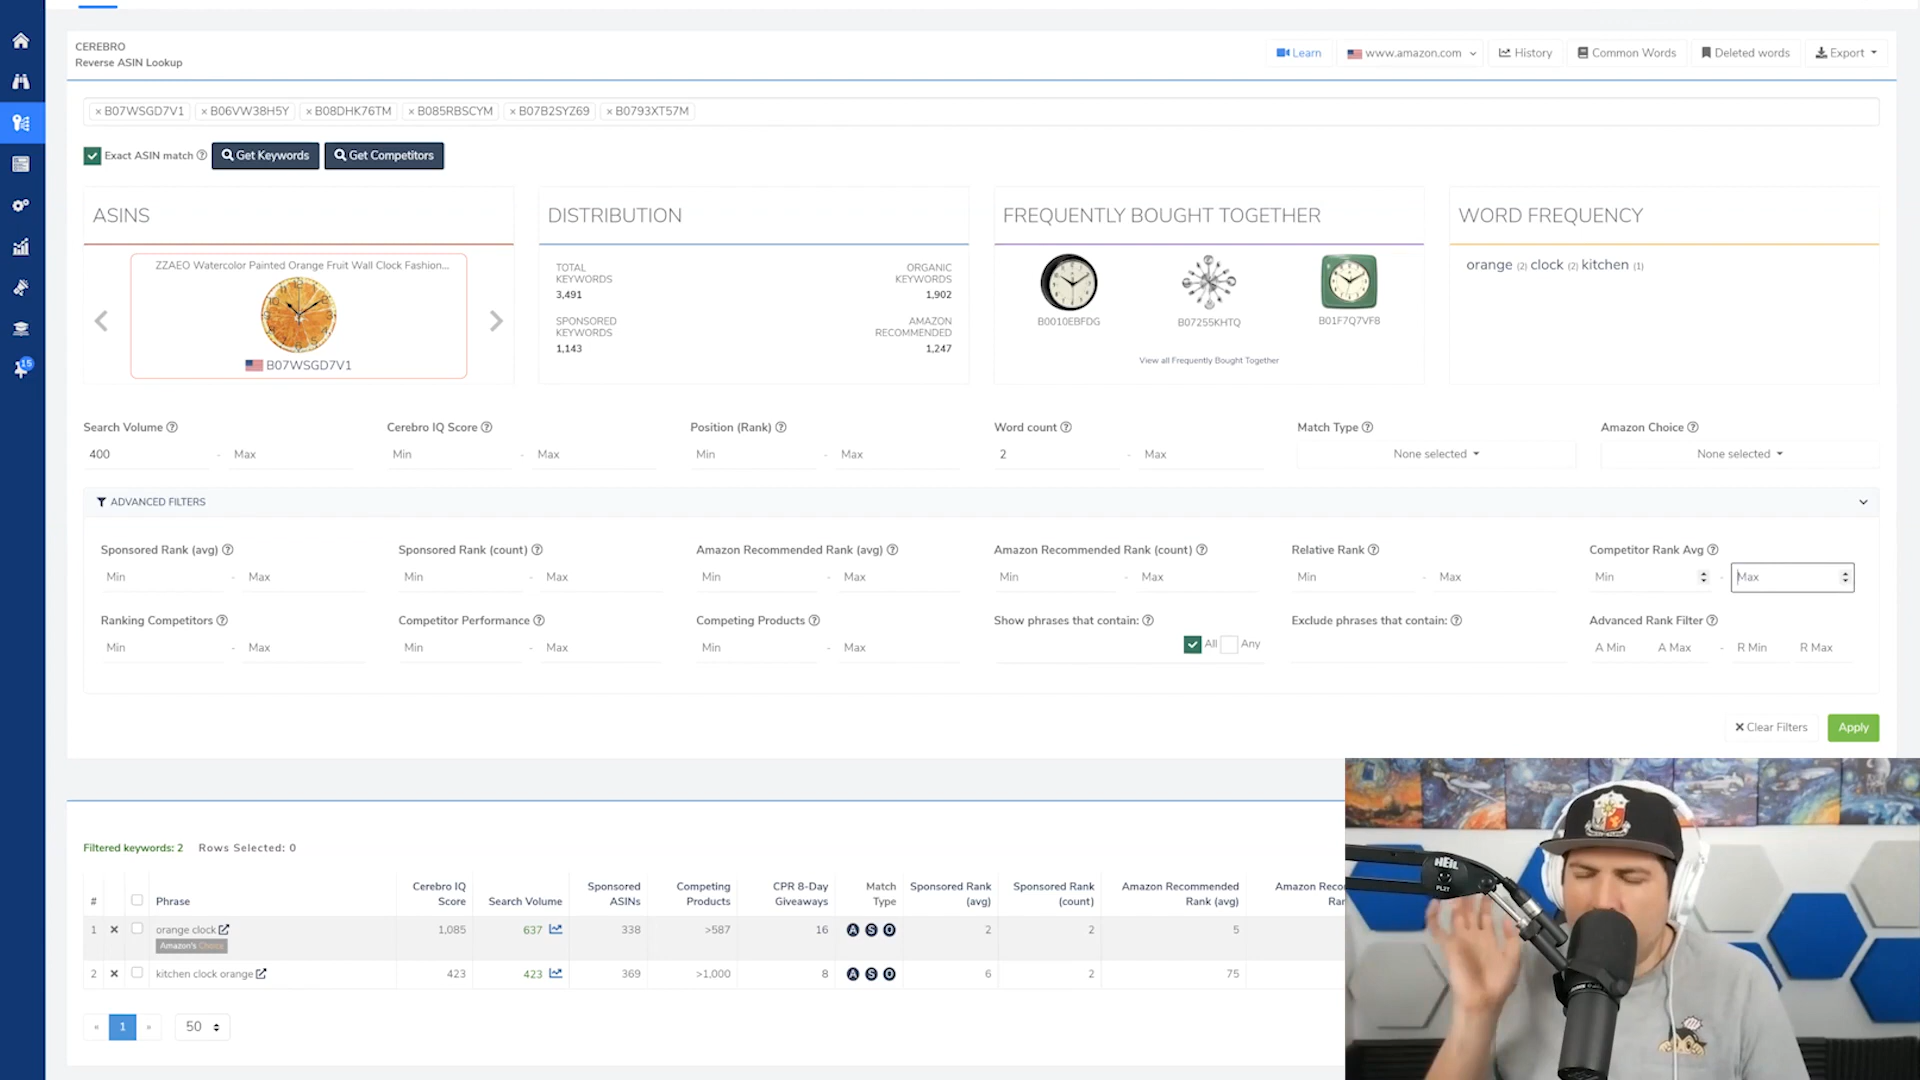 CEREBRO
Reverse ASIN Lookup
Learn
www.amazon.com
History
Common Words
Deleted words
Export
× B07WSGD7V1 × B06VW38H5Y × B08DHK76TM × B085RBSCYM × B07B2SYZ69 × B0793XT57M
Exact ASIN match
Get Keywords
Get Competitors
ASINS
ZZAEO Watercolor Painted Orange Fruit Wall Clock Fashion...
B07WSGD7V1
DISTRIBUTION
TOTAL KEYWORDS
3,491
ORGANIC KEYWORDS
1,902
SPONSORED KEYWORDS
1,143
AMAZON RECOMMENDED
1,247
FREQUENTLY BOUGHT TOGETHER
B0010EBFDG
B07255KHTQ
B01F7Q7VF8
View all Frequently Bought Together
WORD FREQUENCY
orange (2) clock (2) kitchen (1)
15
Search Volume
400 - Max
Cerebro IQ Score
Min - Max
Position (Rank)
Min - Max
Word count
2 - Max
Match Type
None selected
Amazon Choice
None selected
ADVANCED FILTERS
Sponsored Rank (avg)
Min - Max
Sponsored Rank (count)
Min - Max
Amazon Recommended Rank (avg)
Min - Max
Amazon Recommended Rank (count)
Min - Max
Relative Rank
Min - Max
Competitor Rank Avg
Min - Max
Ranking Competitors
Min - Max
Competitor Performance
Min - Max
Competing Products
Min - Max
Show phrases that contain:
All Any
Exclude phrases that contain:
Advanced Rank Filter
A Min A Max - R Min R Max
Clear Filters
Apply
Filtered keywords: 2 Rows Selected: 0
# Phrase Cerebro IQ Score Search Volume Sponsored ASINs Competing Products CPR 8-Day Giveaways Match Type Sponsored Rank (avg) Sponsored Rank (count) Amazon Recommended Rank (avg)
1 orange clock 1,085 637 338 >587 16 A S O 2 2 5
Amazon's Choice
2 kitchen clock orange 423 423 369 >1,000 8 A S O 6 2 75
« 1 » 50
HEIL